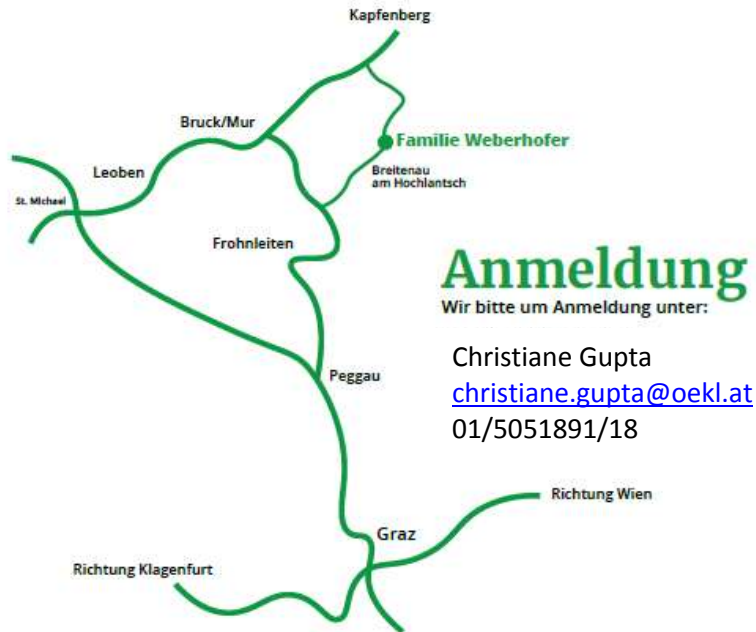 Kapfenberg
Bruck/Mur
Familie Weberhofer
Leoben
Breitenau
am Hochlantsch
St. Michael
Frohnleiten
Anmeldung
Wir bitte um Anmeldung unter:
Christiane Gupta
christiane.gupta@oekl.at
01/5051891/18
Peggau
Richtung Wien
Graz
Richtung Klagenfurt